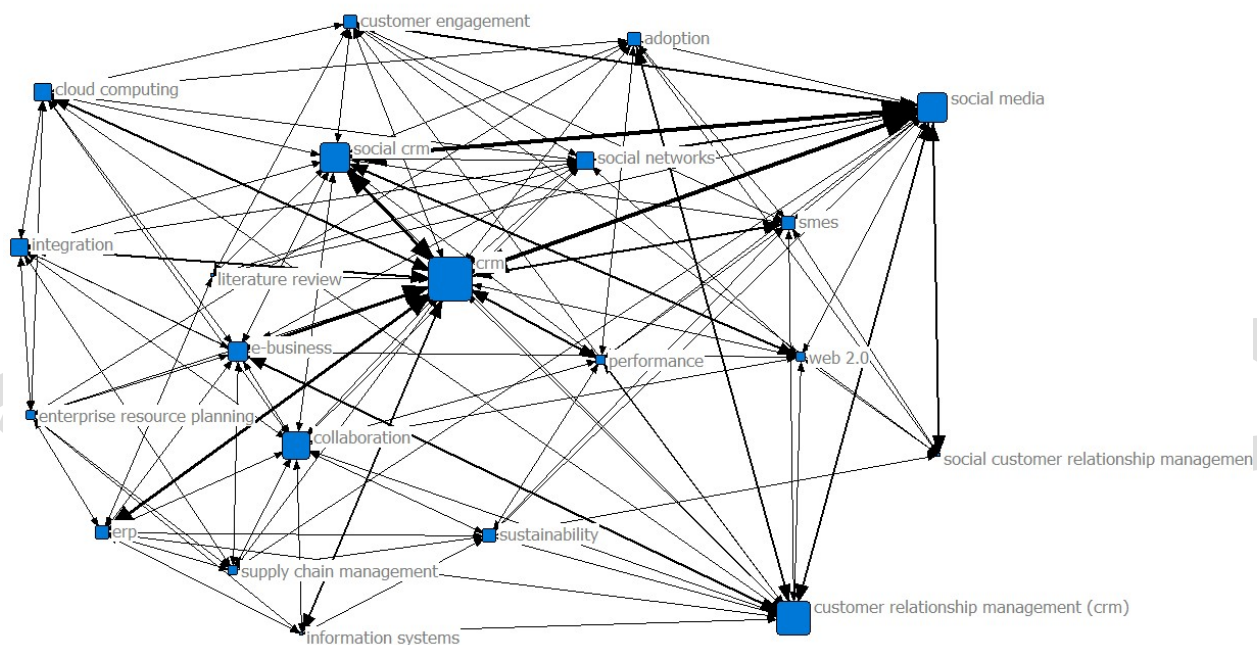 customer engagement
adoption
cloud computing
social media
social crm
social networks
smes
integration
crm
literature review
e-business
performance
web 2.0
enterprise resource planning
collaboration
social customer relationship managemen
erp
sustainability
supply chain management
customer relationship management (crm)
information systems